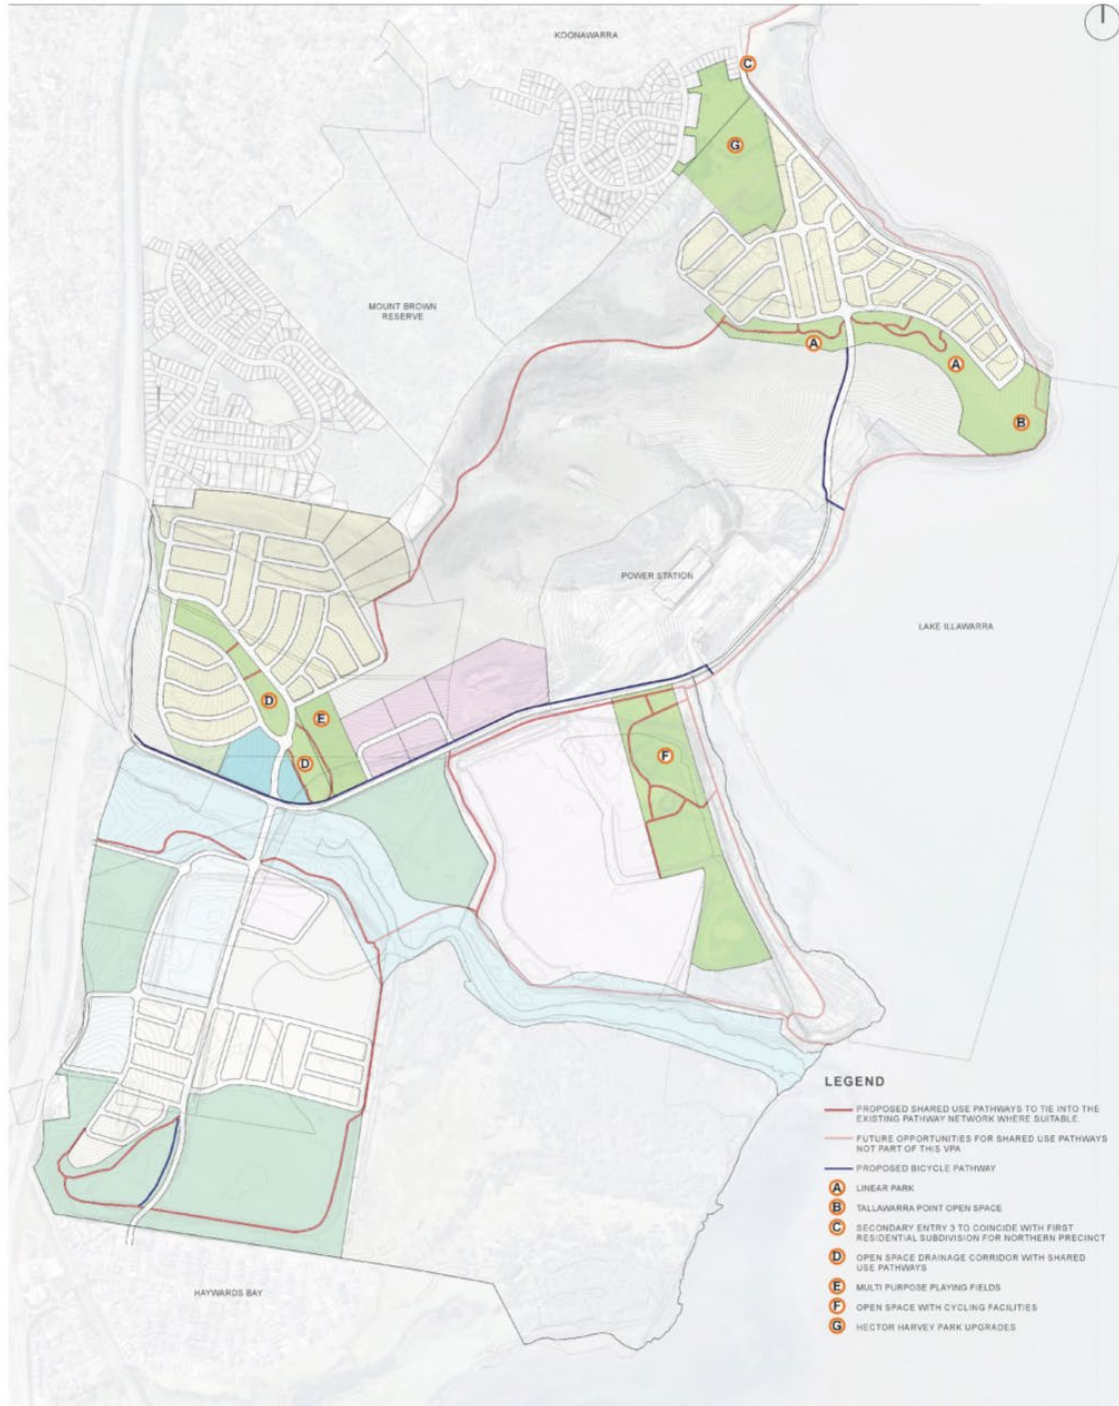 KOONAWARRA
C
G
MOUNT BROWN
RESERVE
A
A
B
POWER STATION
LAKE ILLAWARRA
D
E
D
F
HAYWARDS BAY
LEGEND
PROPOSED SHARED USE PATHWAYS TO TIE INTO THE
EXISTING PATHWAY NETWORK WHERE SUITABLE.
FUTURE OPPORTUNITIES FOR SHARED USE PATHWAYS
NOT PART OF THIS VPA
PROPOSED BICYCLE PATHWAY
A LINEAR PARK
B TALLAWARRA POINT OPEN SPACE
C SECONDARY ENTRY 3 TO COINCIDE WITH FIRST
RESIDENTIAL SUBDIVISION FOR NORTHERN PRECINCT
D OPEN SPACE DRAINAGE CORRIDOR WITH SHARED
USE PATHWAYS
E MULTI PURPOSE PLAYING FIELDS
F OPEN SPACE WITH CYCLING FACILITIES
G HECTOR HARVEY PARK UPGRADES